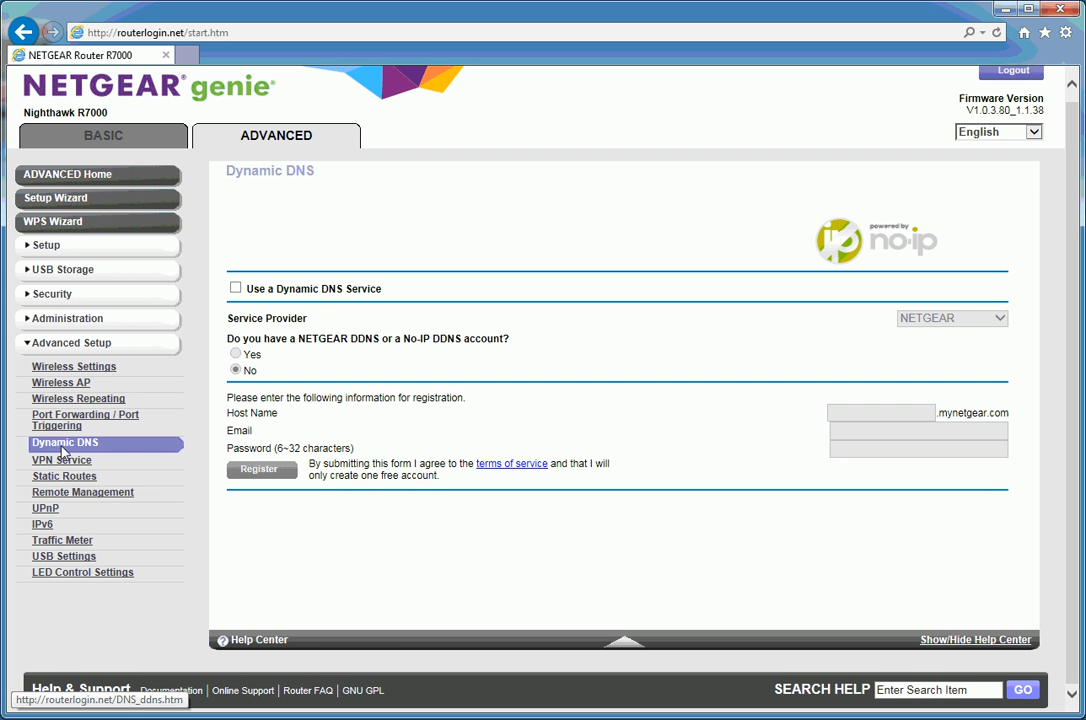 http://routerlogin.net/start.htm
NETGEAR Router R7000
NETGEAR® genie®
Logout
Nighthawk R7000
Firmware Version
V1.0.3.80_1.1.38
BASIC
ADVANCED
English
ADVANCED Home
Setup Wizard
WPS Wizard
Setup
USB Storage
Security
Administration
Advanced Setup
Wireless Settings
Wireless AP
Wireless Repeating
Port Forwarding / Port
Triggering
Dynamic DNS
VPN Service
Static Routes
Remote Management
UPnP
IPv6
Traffic Meter
USB Settings
LED Control Settings
Dynamic DNS
powered by
no-ip
Use a Dynamic DNS Service
Service Provider
NETGEAR
Do you have a NETGEAR DDNS or a No-IP DDNS account?
Yes
No
Please enter the following information for registration.
Host Name
.mynetgear.com
Email
Password (6~32 characters)
Register
By submitting this form I agree to the terms of service and that I will
only create one free account.
Help Center
Show/Hide Help Center
Help & Support
Documentation | Online Support | Router FAQ | GNU GPL
SEARCH HELP
Enter Search Item
GO
http://routerlogin.net/DNS_ddns.htm